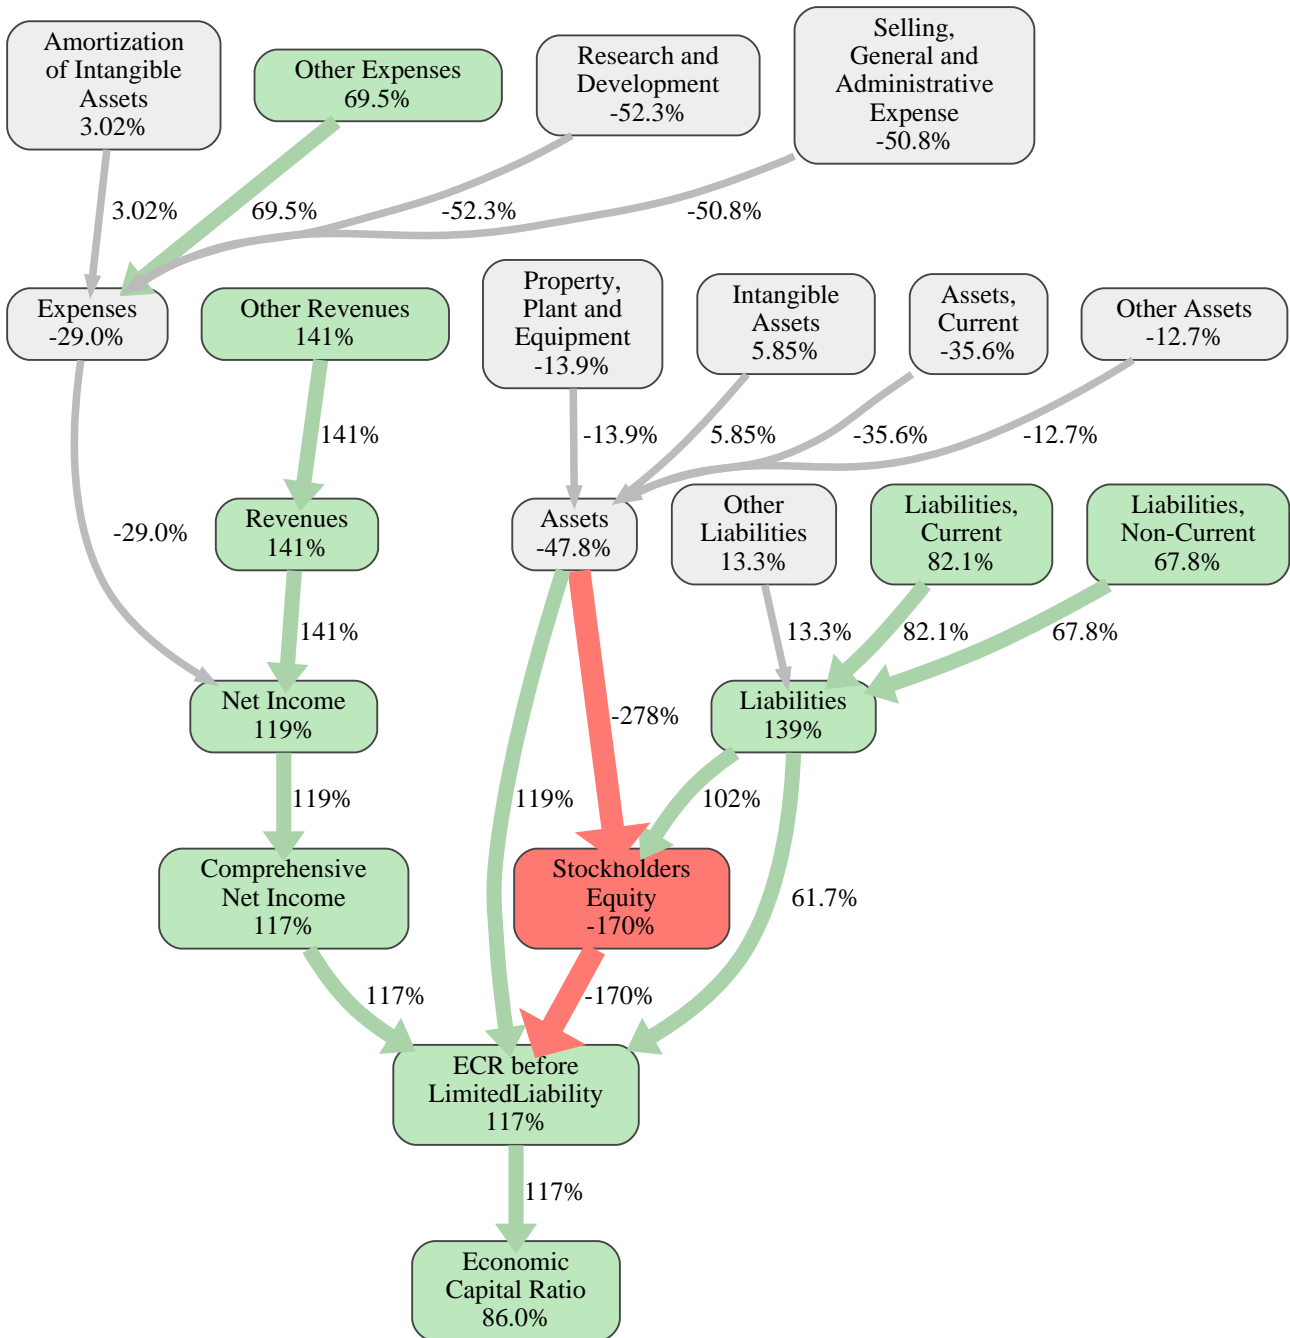 Amortization
of Intangible
Assets
3.02%
Other Expenses
69.5%
Research and
Development
-52.3%
Selling,
General and
Administrative
Expense
-50.8%
3.02%
69.5%
-52.3%
-50.8%
Expenses
-29.0%
Other Revenues
141%
Property,
Plant and
Equipment
-13.9%
Intangible
Assets
5.85%
Assets,
Current
-35.6%
Other Assets
-12.7%
141%
-13.9%
5.85%
-35.6%
-12.7%
-29.0%
Revenues
141%
Assets
-47.8%
Other
Liabilities
13.3%
Liabilities,
Current
82.1%
Liabilities,
Non-Current
67.8%
141%
13.3%
82.1%
67.8%
Net Income
119%
-278%
Liabilities
139%
119%
119%
102%
Comprehensive
Net Income
117%
Stockholders
Equity
-170%
61.7%
117%
-170%
ECR before
LimitedLiability
117%
117%
Economic
Capital Ratio
86.0%